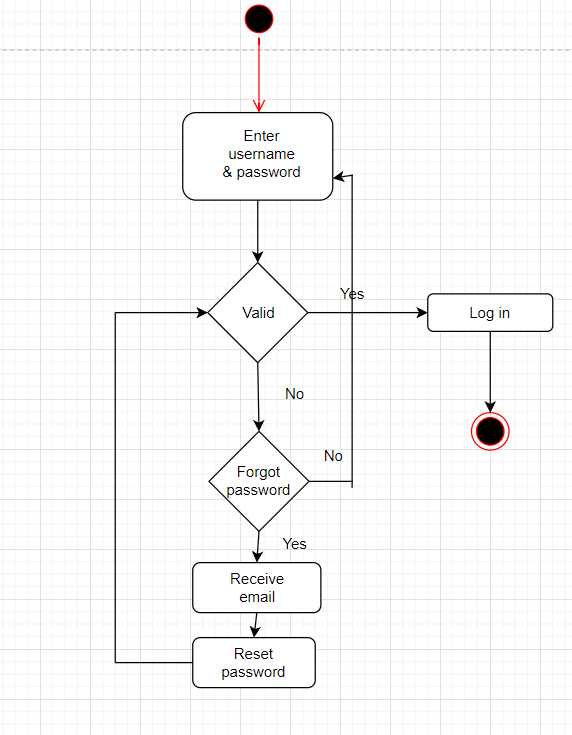 Enter
username
& password
Yes
Valid
Log in
No
No
Forgot
password
Yes
Receive
email
Reset
password